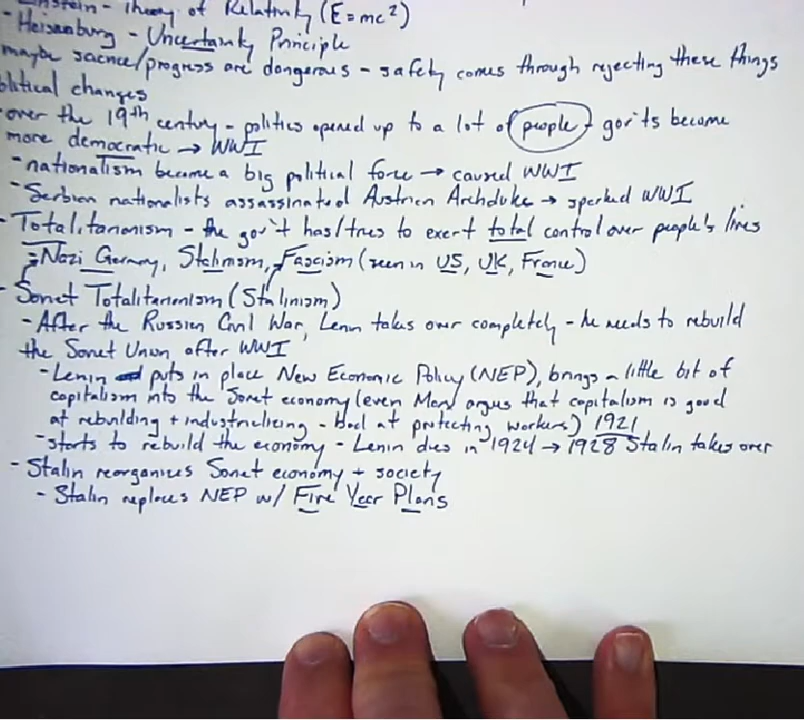 Einstein - Theory of Relativity (E=mc²)
- Heisenburg - Uncertainty Principle
maybe science/progress are dangerous - safety comes through rejecting these things
political changes
- over the 19th century - politics opened up to a lot of people + gov'ts become
more democratic → WWI
- nationalism became a big political force → caused WWI
- Serbian nationalists assassinated Austrian Archduke → sparked WWI
- Totalitarianism - the gov't has/tries to exert total control over people's lives
- Nazi Germany, Stalinism, Fascism (seen in US, UK, France)
- Soviet Totalitarianism (Stalinism)
- After the Russian Civil War, Lenin takes over completely - he needs to rebuild
the Soviet Union after WWI
- Lenin puts in place New Economic Policy (NEP), brings a little bit of
capitalism into the Soviet economy (even Marx argus that capitalism is good
at rebuilding + industrializing - bad at protecting workers) 1921
- starts to rebuild the economy - Lenin dies in 1924 → 1928 Stalin takes over
- Stalin reorganizes Soviet economy + society
- Stalin replaces NEP w/ Five Year Plans